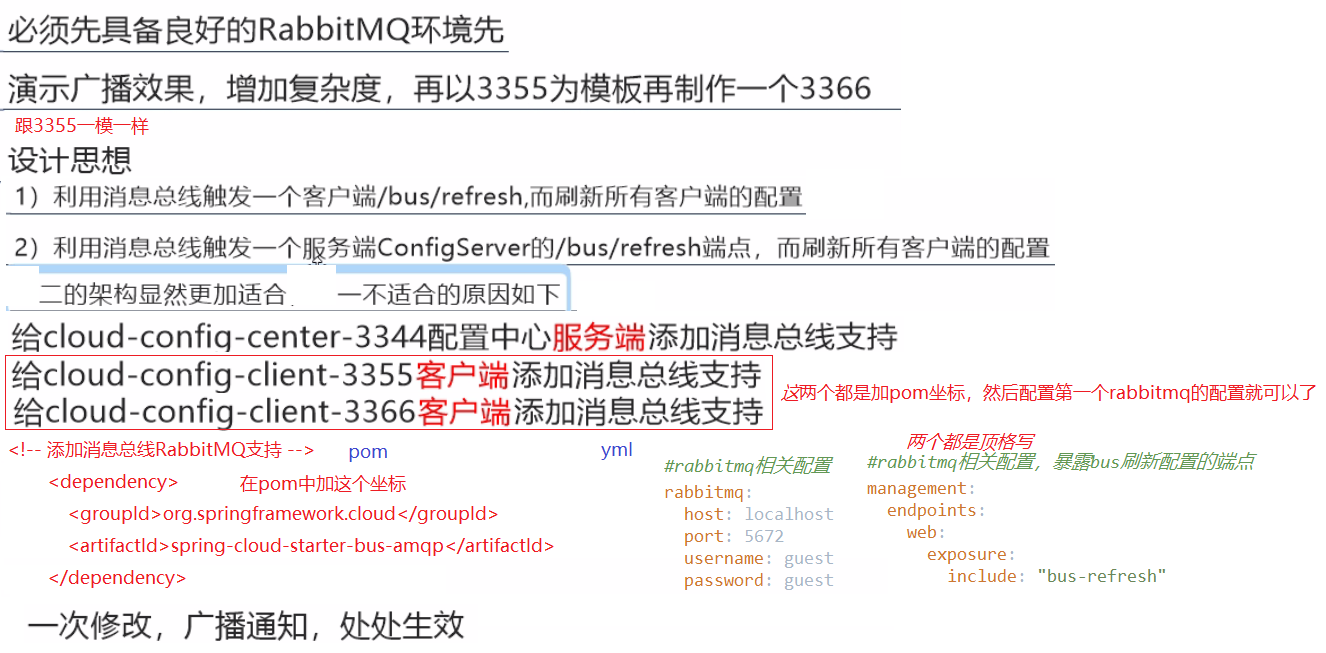 必须先具备良好的RabbitMQ环境先
演示广播效果，增加复杂度，再以3355为模板再制作一个3366
跟3355一模一样
设计思想
1）利用消息总线触发一个客户端/bus/refresh,而刷新所有客户端的配置
2）利用消息总线触发一个服务端ConfigServer的/bus/refresh端点，而刷新所有客户端的配置
二的架构显然更加适合 一不适合的原因如下
给cloud-config-center-3344配置中心服务端添加消息总线支持
给cloud-config-client-3355客户端添加消息总线支持
给cloud-config-client-3366客户端添加消息总线支持
这两个都是加pom坐标，然后配置第一个rabbitmq的配置就可以了
<!-- 添加消息总线RabbitMQ支持 --> pom
<dependency> 在pom中加这个坐标
<groupId>org.springframework.cloud</groupId>
<artifactId>spring-cloud-starter-bus-amqp</artifactId>
</dependency>
yml
#rabbitmq相关配置
rabbitmq:
host: localhost
port: 5672
username: guest
password: guest
两个都是顶格写
#rabbitmq相关配置，暴露bus刷新配置的端点
management:
endpoints:
web:
exposure:
include: "bus-refresh"
一次修改，广播通知，处处生效